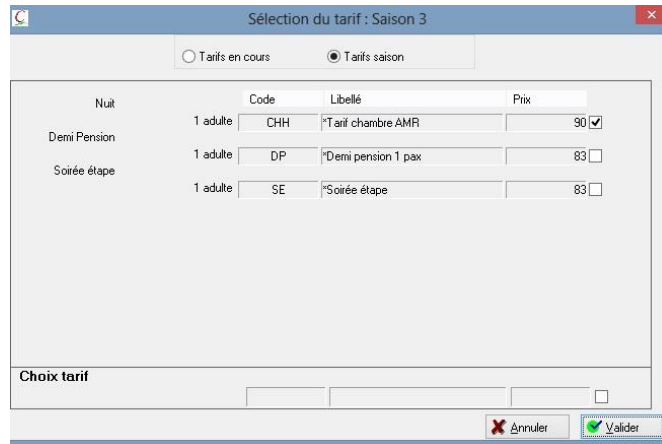 Sélection du tarif : Saison 3
Tarifs en cours Tarifs saison
Code Libellé Prix
Nuit
1 adulte CHH *Tarif chambre AMR 90
Demi Pension
1 adulte DP *Demi pension 1 pax 83
Soirée étape
1 adulte SE *Soirée étape 83
Choix tarif
Annuler Valider